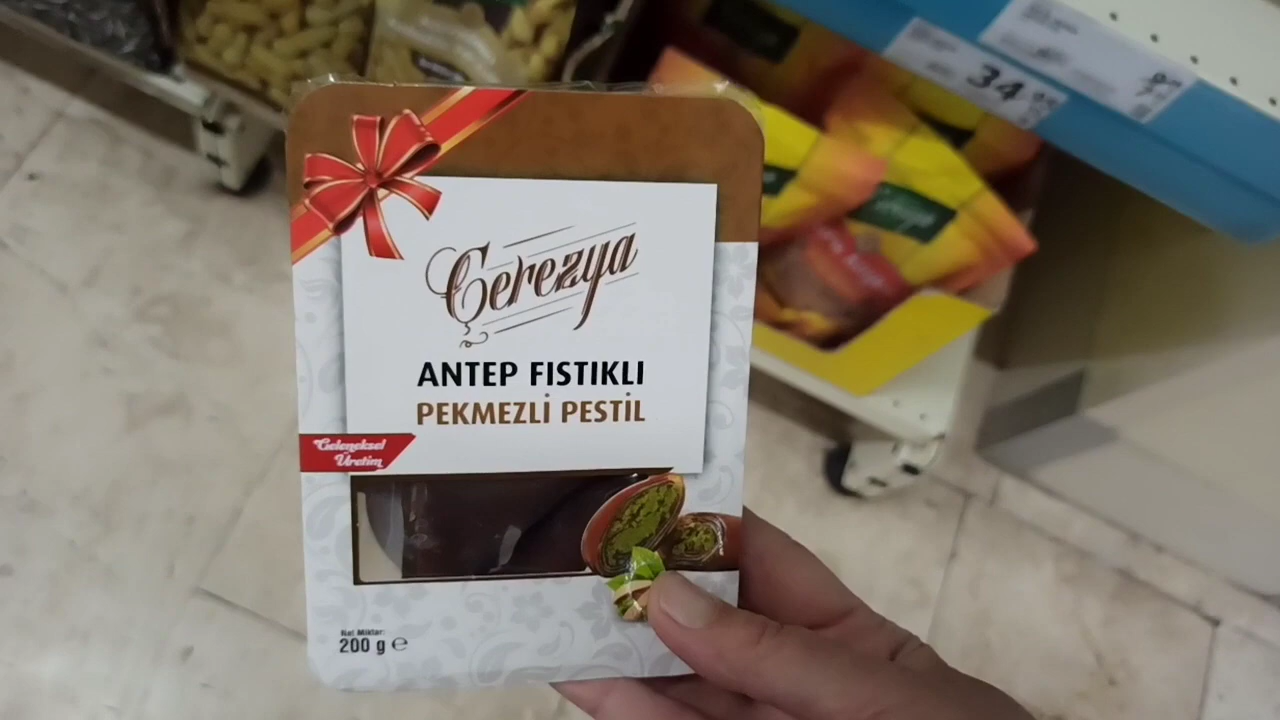 Çerezya
ANTEP FISTIKLI
PEKMEZLİ PESTİL
Geleneksel
Üretim
Net Miktar:
200 g e
34